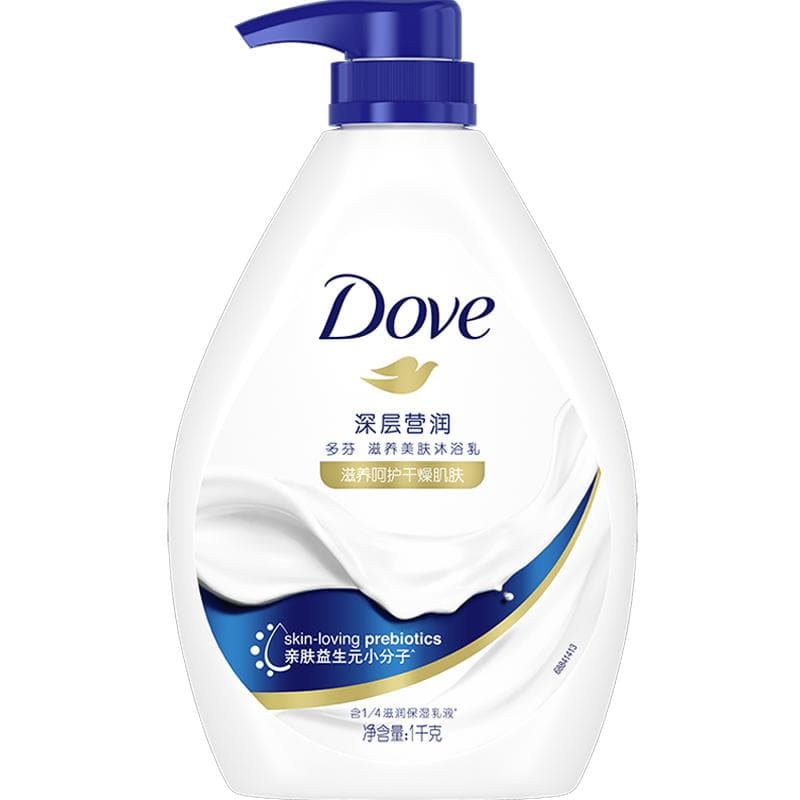 Dove
深层营润
多芬 滋养美肤沐浴乳
滋养呵护干燥肌肤
skin-loving prebiotics
亲肤益生元小分子^
68841413
含1/4滋润保湿乳液*
净含量:1千克